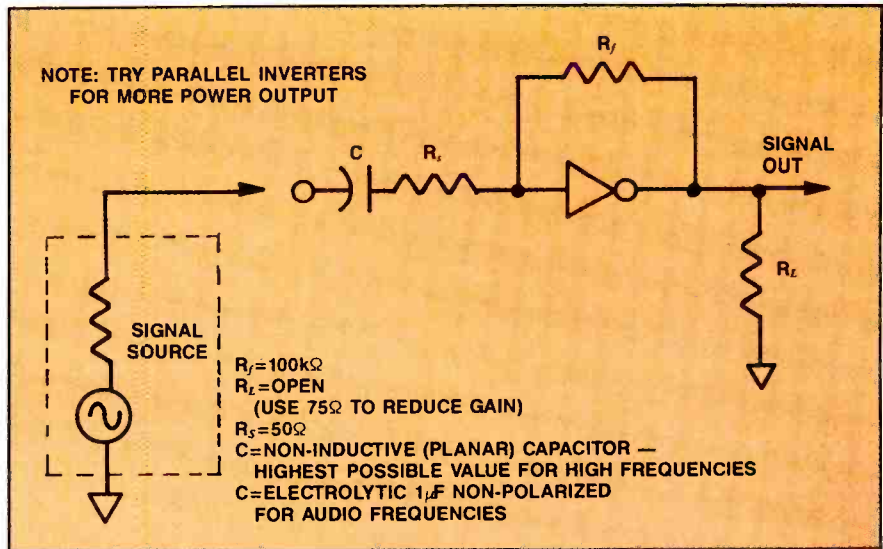 NOTE: TRY PARALLEL INVERTERS
FOR MORE POWER OUTPUT
C
Rs
Rf
SIGNAL
OUT
RL
SIGNAL
SOURCE
Rf=100kΩ
RL=OPEN
(USE 75Ω TO REDUCE GAIN)
RS=50Ω
C=NON-INDUCTIVE (PLANAR) CAPACITOR —
HIGHEST POSSIBLE VALUE FOR HIGH FREQUENCIES
C=ELECTROLYTIC 1μF NON-POLARIZED
FOR AUDIO FREQUENCIES